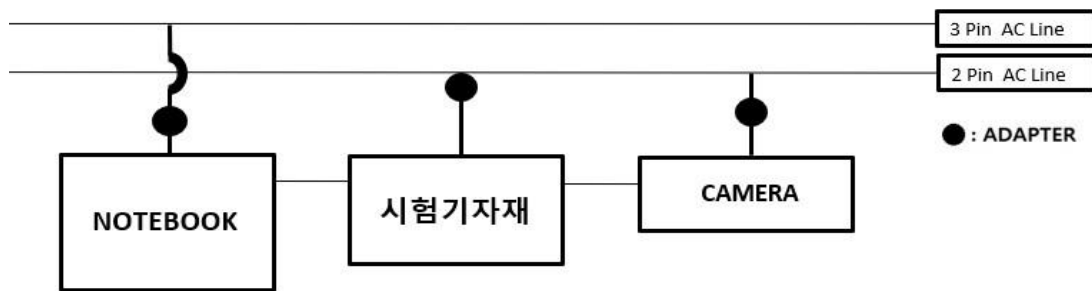 3 Pin AC Line
2 Pin AC Line
: ADAPTER
NOTEBOOK
시험기자재
CAMERA